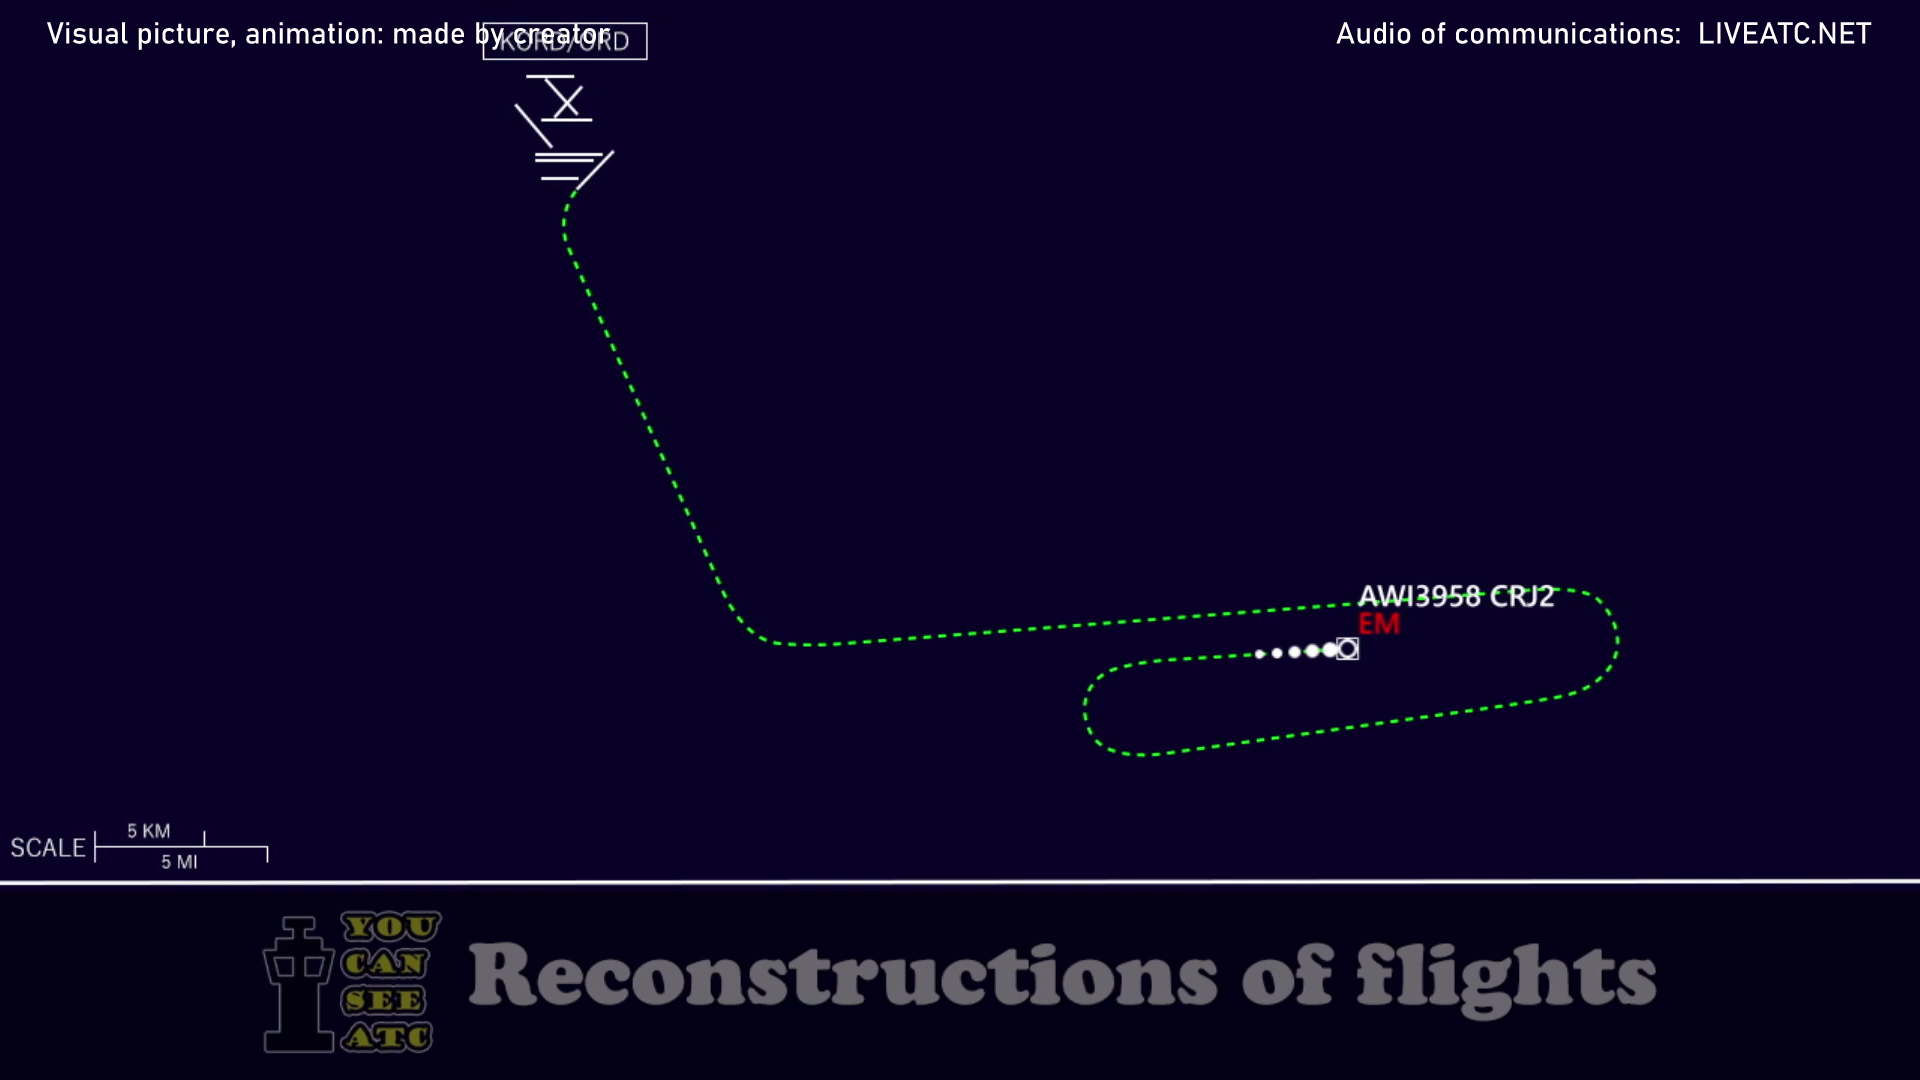 Visual picture, animation: made by creator
Audio of communications: LIVEATC.NET
KORD/ORD
AWI3958 CRJ2
EM
5 KM
SCALE
5 MI
YOU
CAN
SEE
ATC
Reconstructions of flights